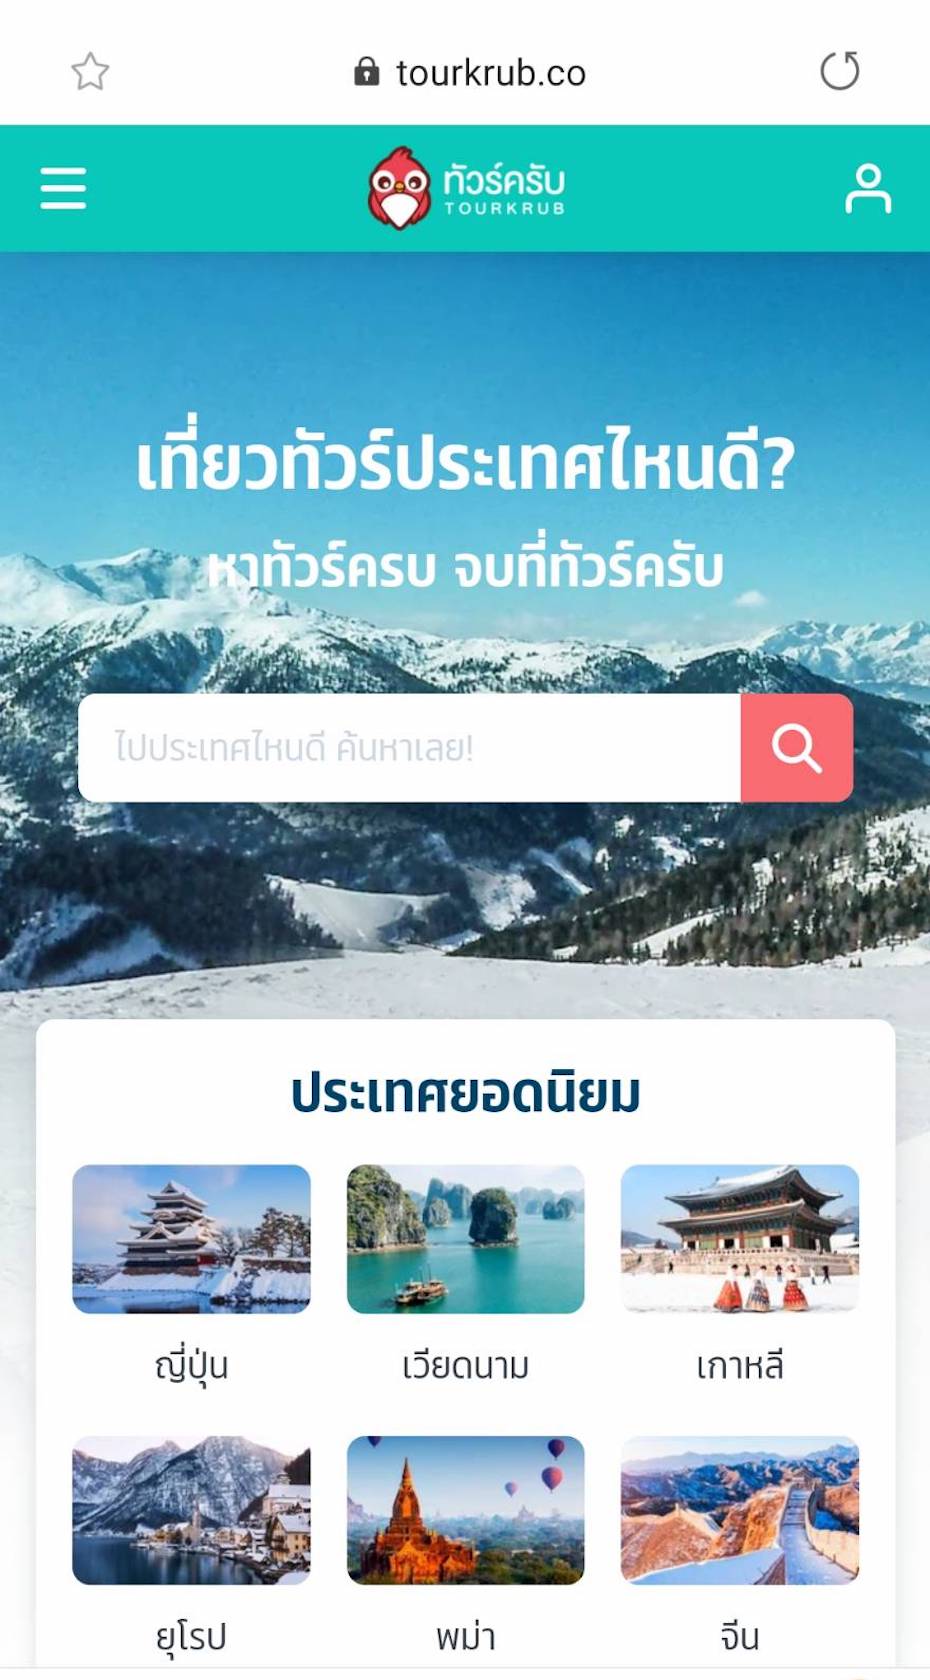 tourkrub.co
ทัวร์ครับ
TOURKRUB
เที่ยวทัวร์ประเทศไหนดี?
หาทัวร์ครบ จบที่ทัวร์ครับ
ไปประเทศไหนดี ค้นหาเลย!
ประเทศยอดนิยม
ญี่ปุ่น เวียดนาม เกาหลี
ยุโรป พม่า จีน